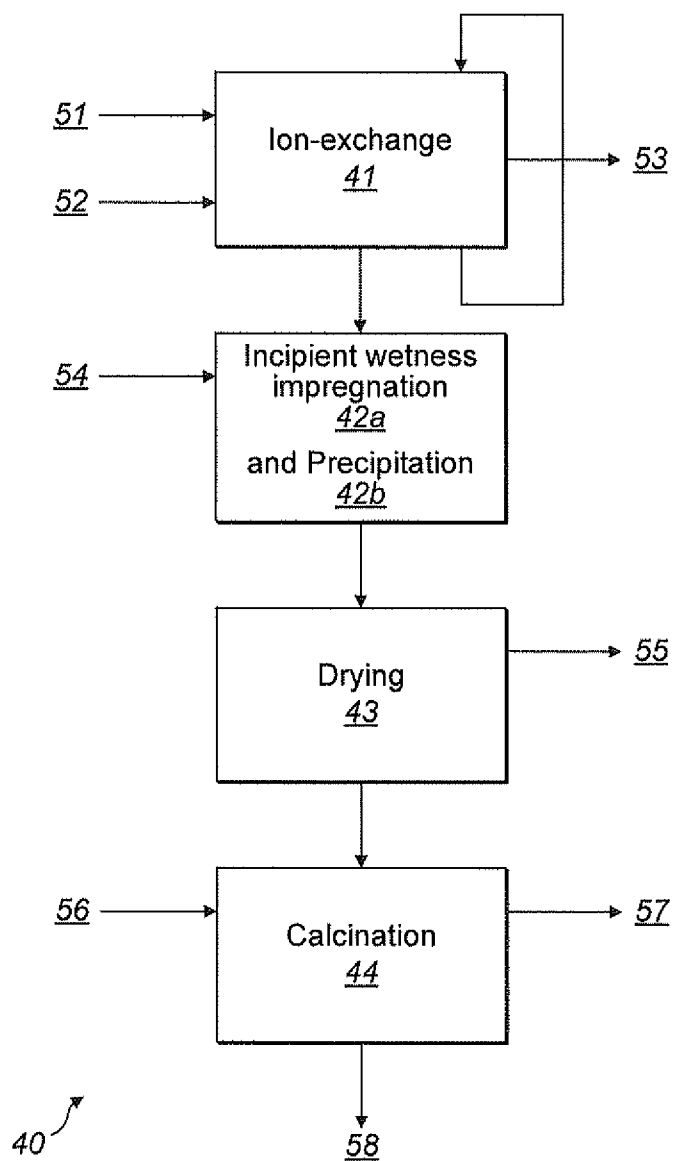 51
52
Ion-exchange
41
53
54
Incipient wetness
impregnation
42a
and Precipitation
42b
Drying
43
55
56
Calcination
44
57
40
58